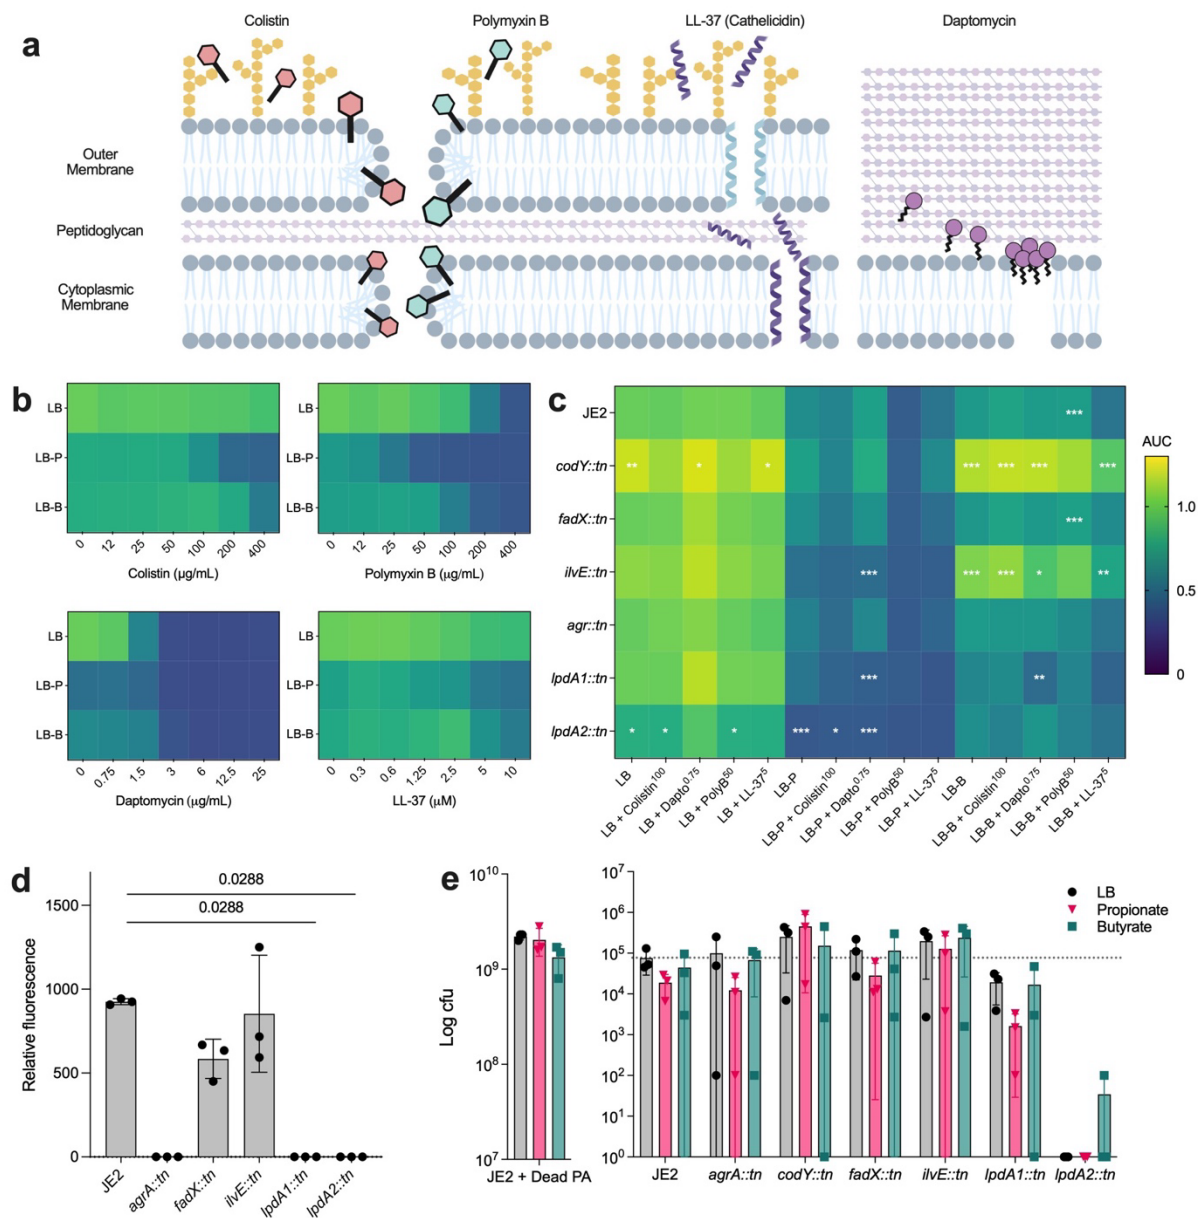 a
Colistin
Polymyxin B
LL-37 (Cathelicidin)
Daptomycin
Outer
Membrane
Peptidoglycan
Cytoplasmic
Membrane
b
LB
LB-P
LB-B
0 12 25 50 100 200 400
Colistin (µg/mL)
0 12 25 50 100 200 400
Polymyxin B (µg/mL)
LB
LB-P
LB-B
0 0.75 1.5 3 6 12.5 25
Daptomycin (µg/mL)
0 0.3 0.6 1.25 2.5 5 10
LL-37 (µM)
c
JE2 ***
codY::tn ** * * *** *** *** ***
fadX::tn ***
ilvE::tn *** *** *** * **
agr::tn
lpdA1::tn *** **
lpdA2::tn * * * *** * ***
LB
LB + Colistin100
LB + Dapto0.75
LB + PolyB50
LB + LL-375
LB-P
LB-P + Colistin100
LB-P + Dapto0.75
LB-P + PolyB50
LB-P + LL-375
LB-B
LB-B + Colistin100
LB-B + Dapto0.75
LB-B + PolyB50
LB-B + LL-375
AUC
1.0
0.5
0
d
0.0288
0.0288
Relative fluorescence
1500
1000
500
0
JE2
agrA::tn
fadX::tn
ilvE::tn
lpdA1::tn
lpdA2::tn
e
Log cfu
10^10
10^9
10^8
10^7
JE2 + Dead PA
10^7
10^6
10^5
10^4
10^3
10^2
10^1
10^0
LB
Propionate
Butyrate
JE2 agrA::tn codY::tn fadX::tn ilvE::tn lpdA1::tn lpdA2::tn